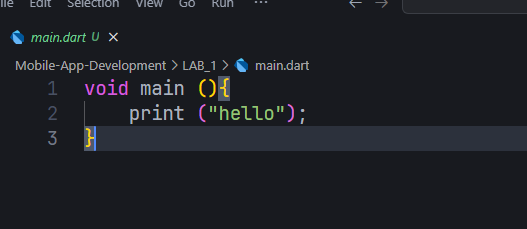 Edit Selection View Go Run ···
main.dart U ×
Mobile-App-Development > LAB_1 > main.dart
1 void main (){
2     print ("hello");
3 }